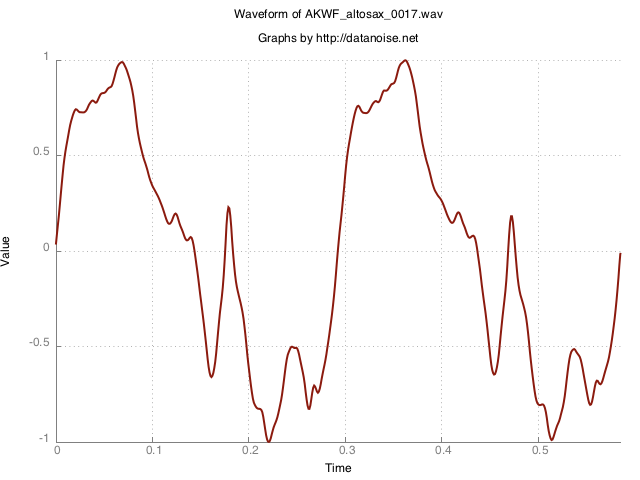 Waveform of AKWF_altosax_0017.wav
Graphs by http://datanoise.net
1
0.5
0
-0.5
-1
Value
0 0.1 0.2 0.3 0.4 0.5
Time